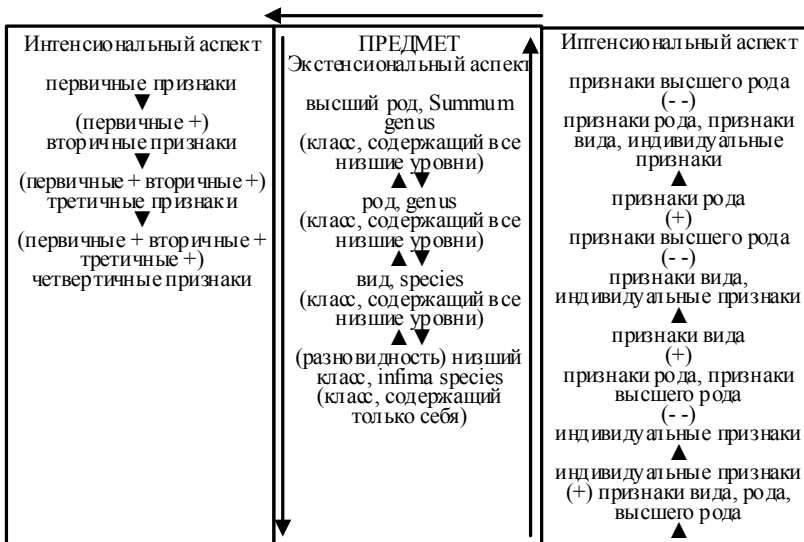 Интенсиональный аспект
первичные признаки
▼
(первичные +)
вторичные признаки
▼
(первичные + вторичные +)
третичные признаки
▼
(первичные + вторичные +
третичные +)
четвертичные признаки
ПРЕДМЕТ
Экстенсиональный аспект
высший род, Summum
genus
(класс, содержащий все
низшие уровни)
▲ ▼
род, genus
(класс, содержащий все
низшие уровни)
▲ ▼
вид, species
(класс, содержащий все
низшие уровни)
▲ ▼
(разновидность) низший
класс, infima species
(класс, содержащий
только себя)
Иптенсиональный аспект
признаки высшего рода
(- -)
признаки рода, признаки
вида, индивидуальные
признаки
▲
признаки рода
(+)
признаки высшего рода
(- -)
признаки вида,
индивидуальные признаки
▲
признаки вида
(+)
признаки рода, признаки
высшего рода
(- -)
индивидуальные признаки
▲
индивидуальные признаки
(+) признаки вида, рода,
высшего рода
▲